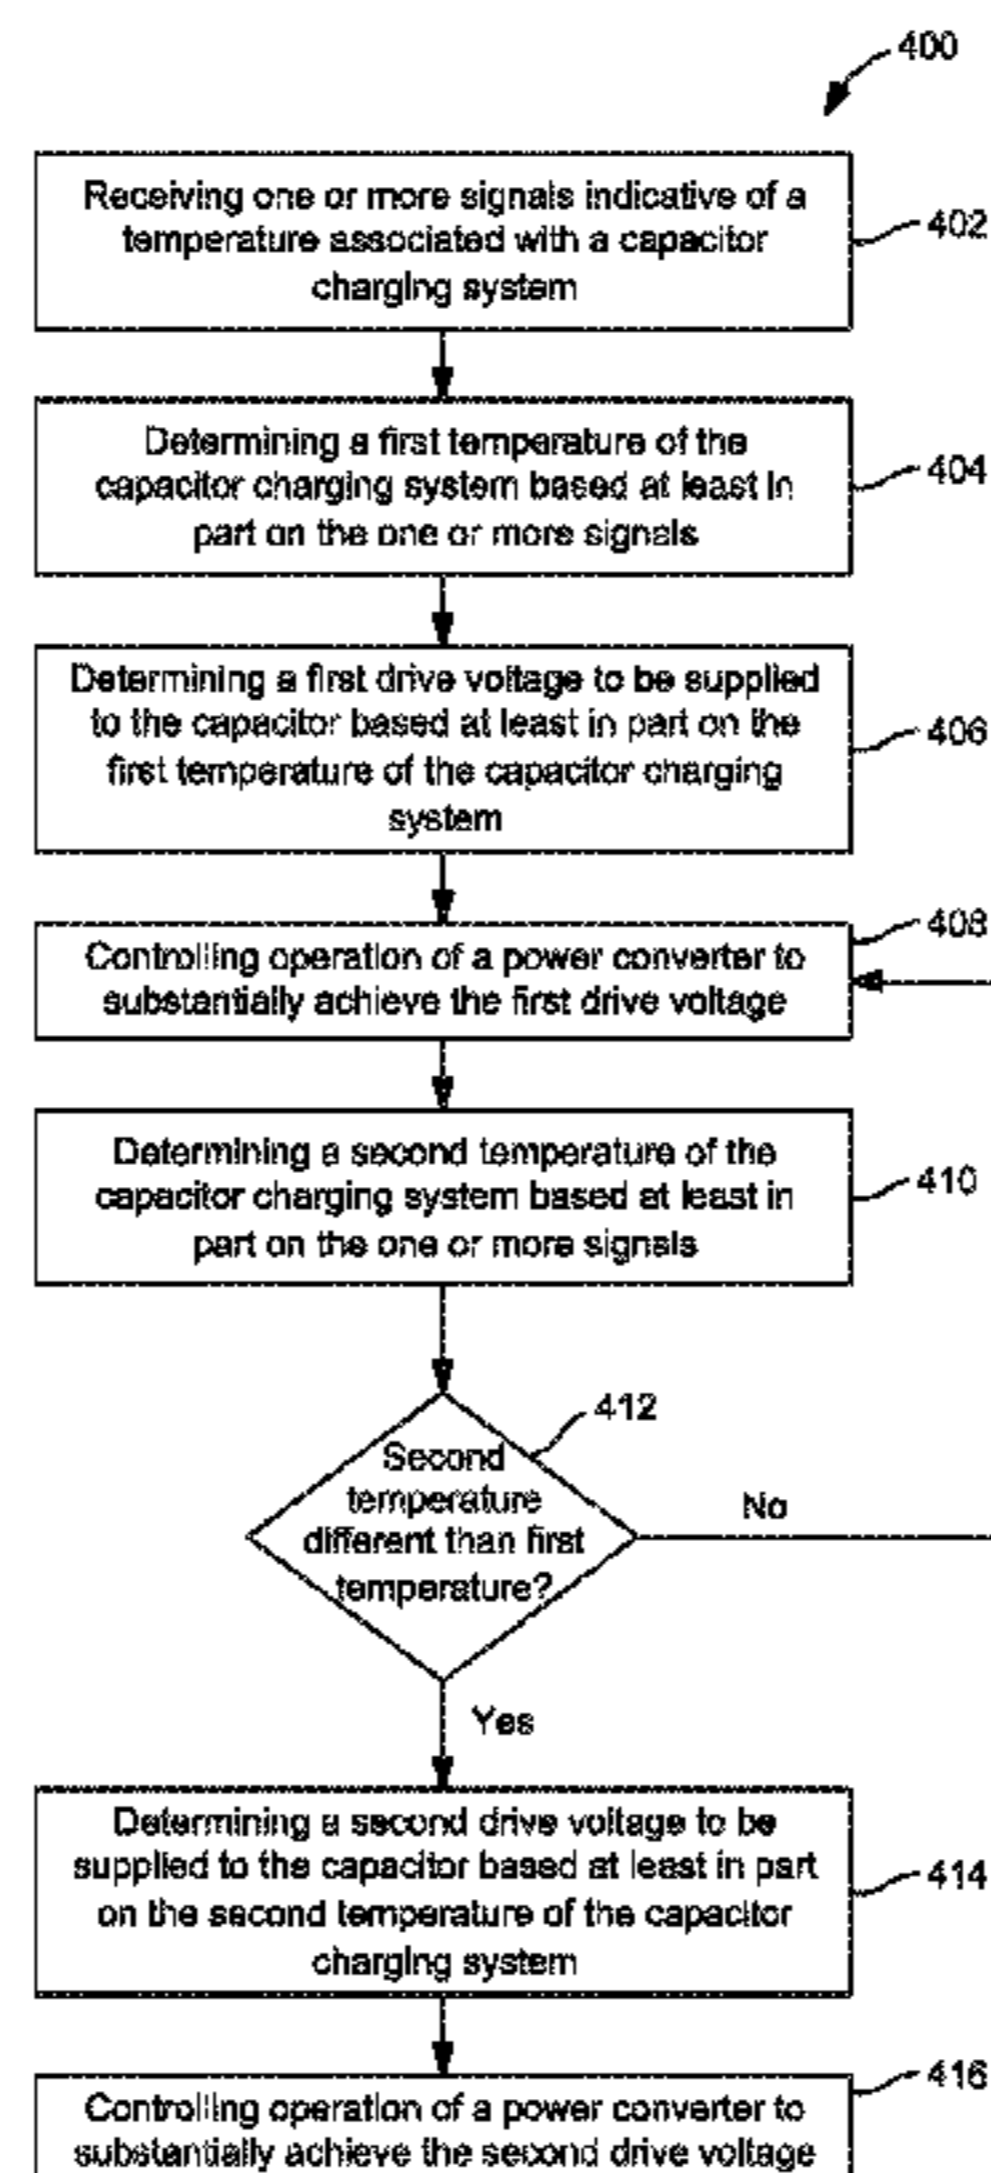 400
Receiving one or more signals indicative of a
temperature associated with a capacitor
charging system
402
Determining a first temperature of the
capacitor charging system based at least in
part on the one or more signals
404
Determining a first drive voltage to be supplied
to the capacitor based at least in part on the
first temperature of the capacitor charging
system
406
Controlling operation of a power converter to
substantially achieve the first drive voltage
408
Determining a second temperature of the
capacitor charging system based at least in
part on the one or more signals
410
412
Second
temperature
different than first
temperature?
No
Yes
Determining a second drive voltage to be
supplied to the capacitor based at least in part
on the second temperature of the capacitor
charging system
414
Controlling operation of a power converter to
substantially achieve the second drive voltage
416